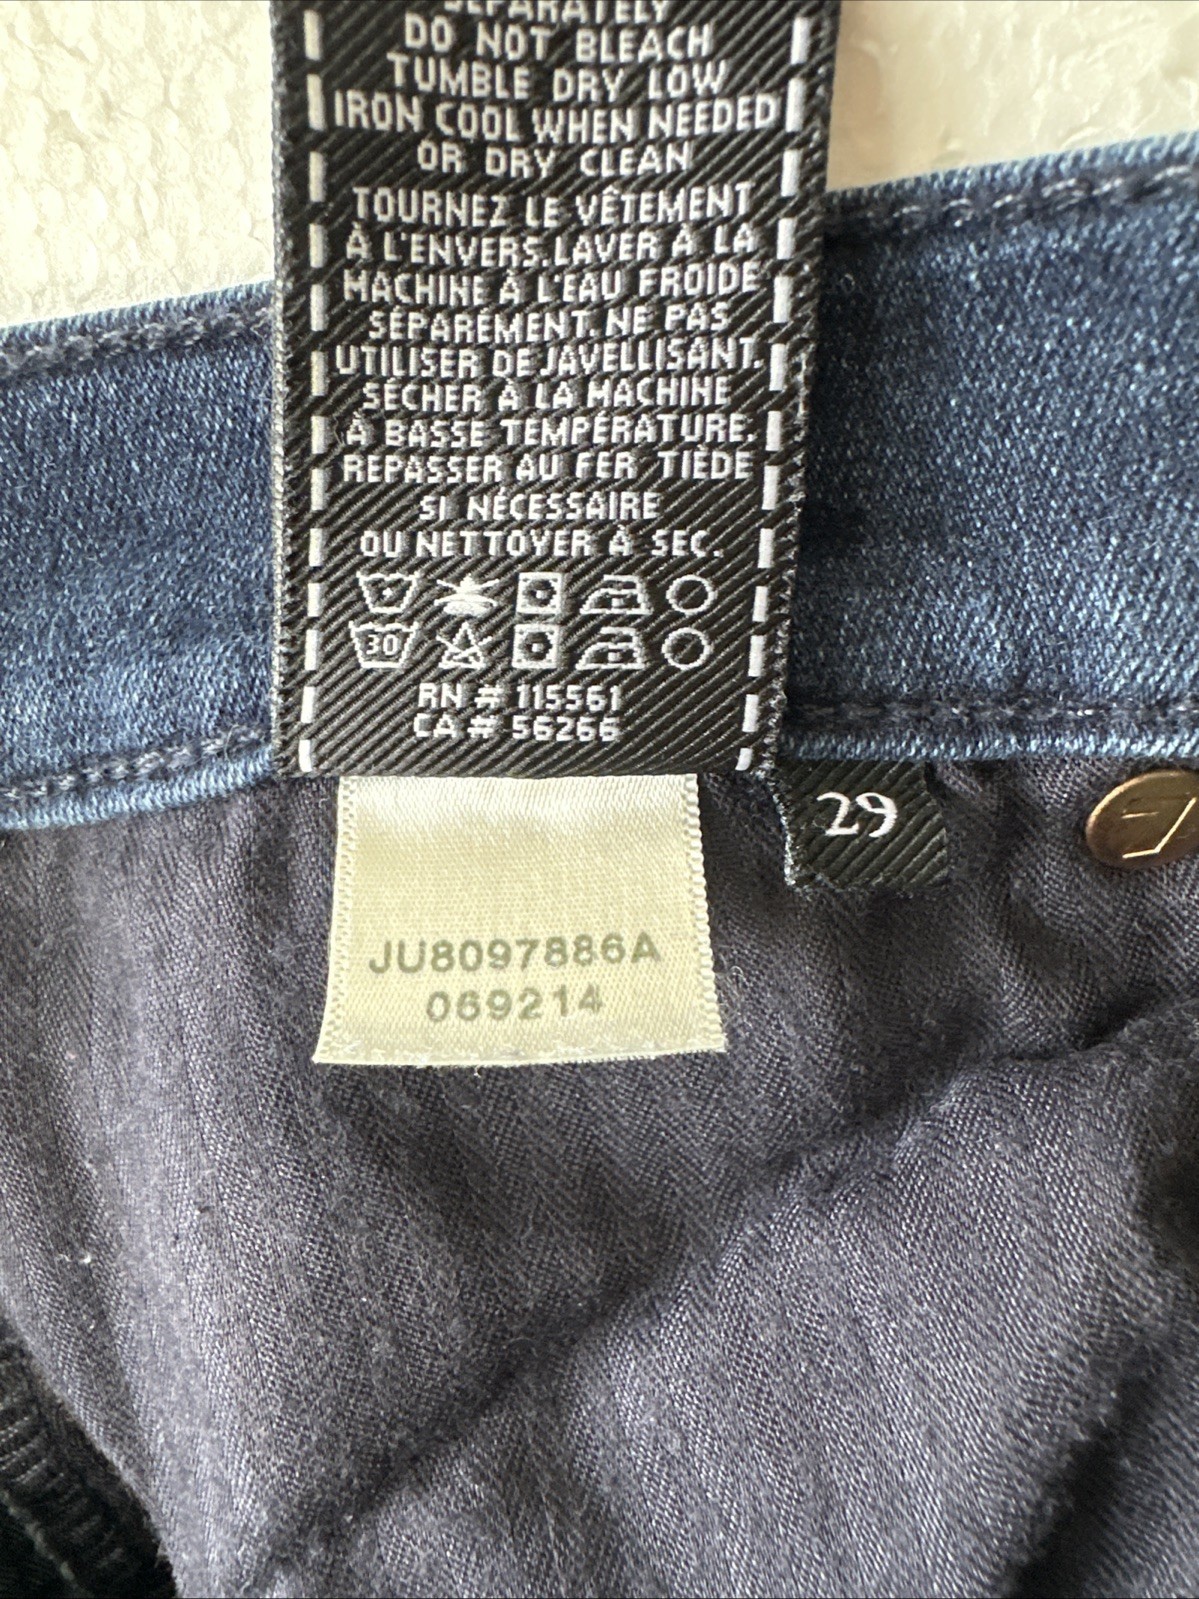 SEPARATELY
DO NOT BLEACH
TUMBLE DRY LOW
IRON COOL WHEN NEEDED
OR DRY CLEAN
TOURNEZ LE VÊTEMENT
À L'ENVERS.LAVER À LA
MACHINE À L'EAU FROIDE
SÉPARÉMENT. NE PAS
UTILISER DE JAVELLISANT.
SÉCHER À LA MACHINE
À BASSE TEMPÉRATURE.
REPASSER AU FER TIÈDE
SI NÉCESSAIRE
OU NETTOYER À SEC.
30
RN # 115561
CA # 56266
29
7
JU8097886A
069214